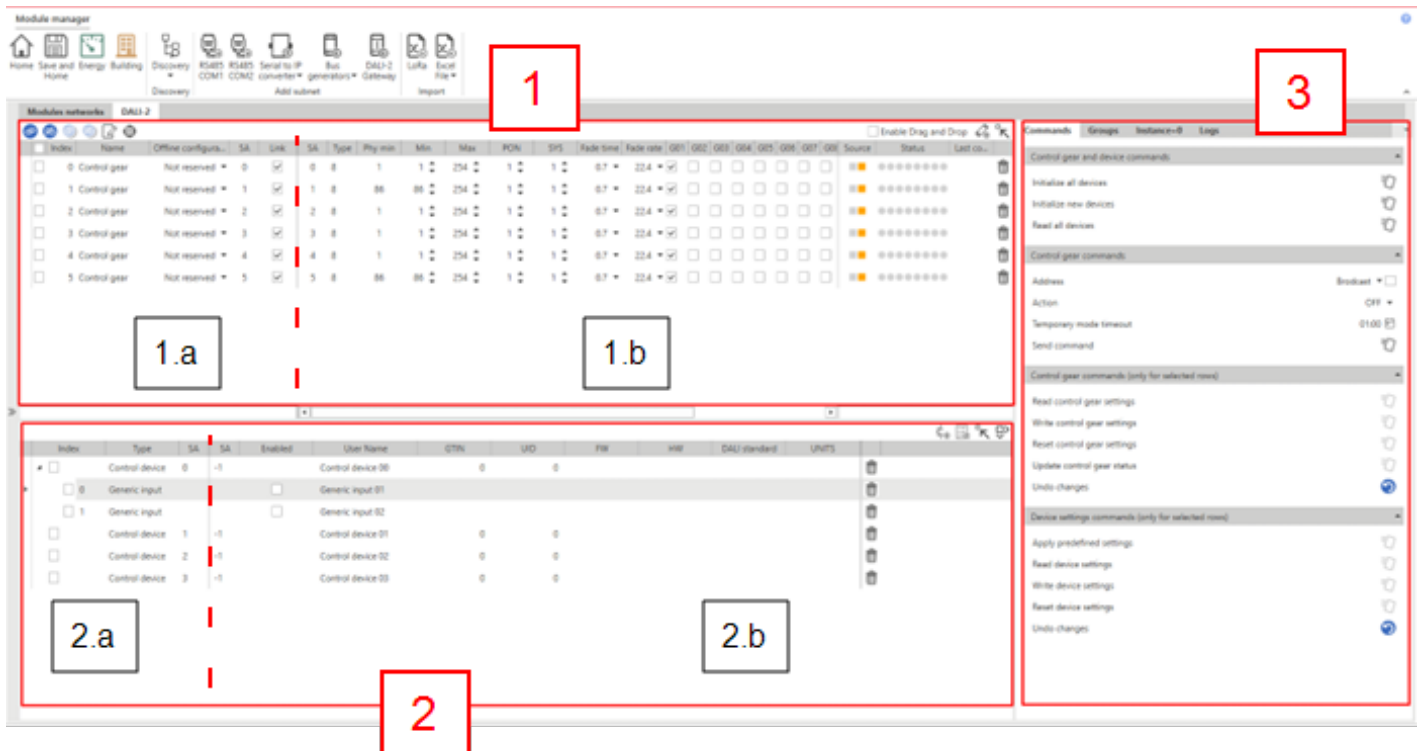 Module manager
Home Save and Home Energy Building Discovery RS485 COM1 RS485 COM2 Serial to IP converter Bus generators DALI-2 Gateway LoRa Excel File
Discovery Add subnet Import
1
3
Modules networks DALI-2
Enable Drag and Drop
Index Name Offline configura... SA Link SA Type Phy min Min Max PON SYS Fade time Fade rate G01 G02 G03 G04 G05 G06 G07 G08 Source Status Last co...
0 Control gear Not reserved 0 0 8 1 1 254 1 1 0.7 22.4
1 Control gear Not reserved 1 1 8 86 86 254 1 1 0.7 22.4
2 Control gear Not reserved 2 2 8 1 1 254 1 1 0.7 22.4
3 Control gear Not reserved 3 3 8 1 1 254 1 1 0.7 22.4
4 Control gear Not reserved 4 4 8 1 1 254 1 1 0.7 22.4
5 Control gear Not reserved 5 5 8 86 86 254 1 1 0.7 22.4
1.a
1.b
Index Type SA SA Enabled User Name GTIN UID FW HW DALI standard UNITS
Control device 0 -1 Control device 00 0 0
0 Generic input Generic input 01
1 Generic input Generic input 02
Control device 1 -1 Control device 01 0 0
Control device 2 -1 Control device 02 0 0
Control device 3 -1 Control device 03 0 0
2.a
2.b
2
Commands Groups Instance=0 Logs
Control gear and device commands
Initialize all devices
Initialize new devices
Read all devices
Control gear commands
Address Brodcast
Action OFF
Temporary mode timeout 01:00
Send command
Control gear commands (only for selected rows)
Read control gear settings
Write control gear settings
Reset control gear settings
Update control gear status
Undo changes
Device settings commands (only for selected rows)
Apply predefined settings
Read device settings
Write device settings
Reset device settings
Undo changes